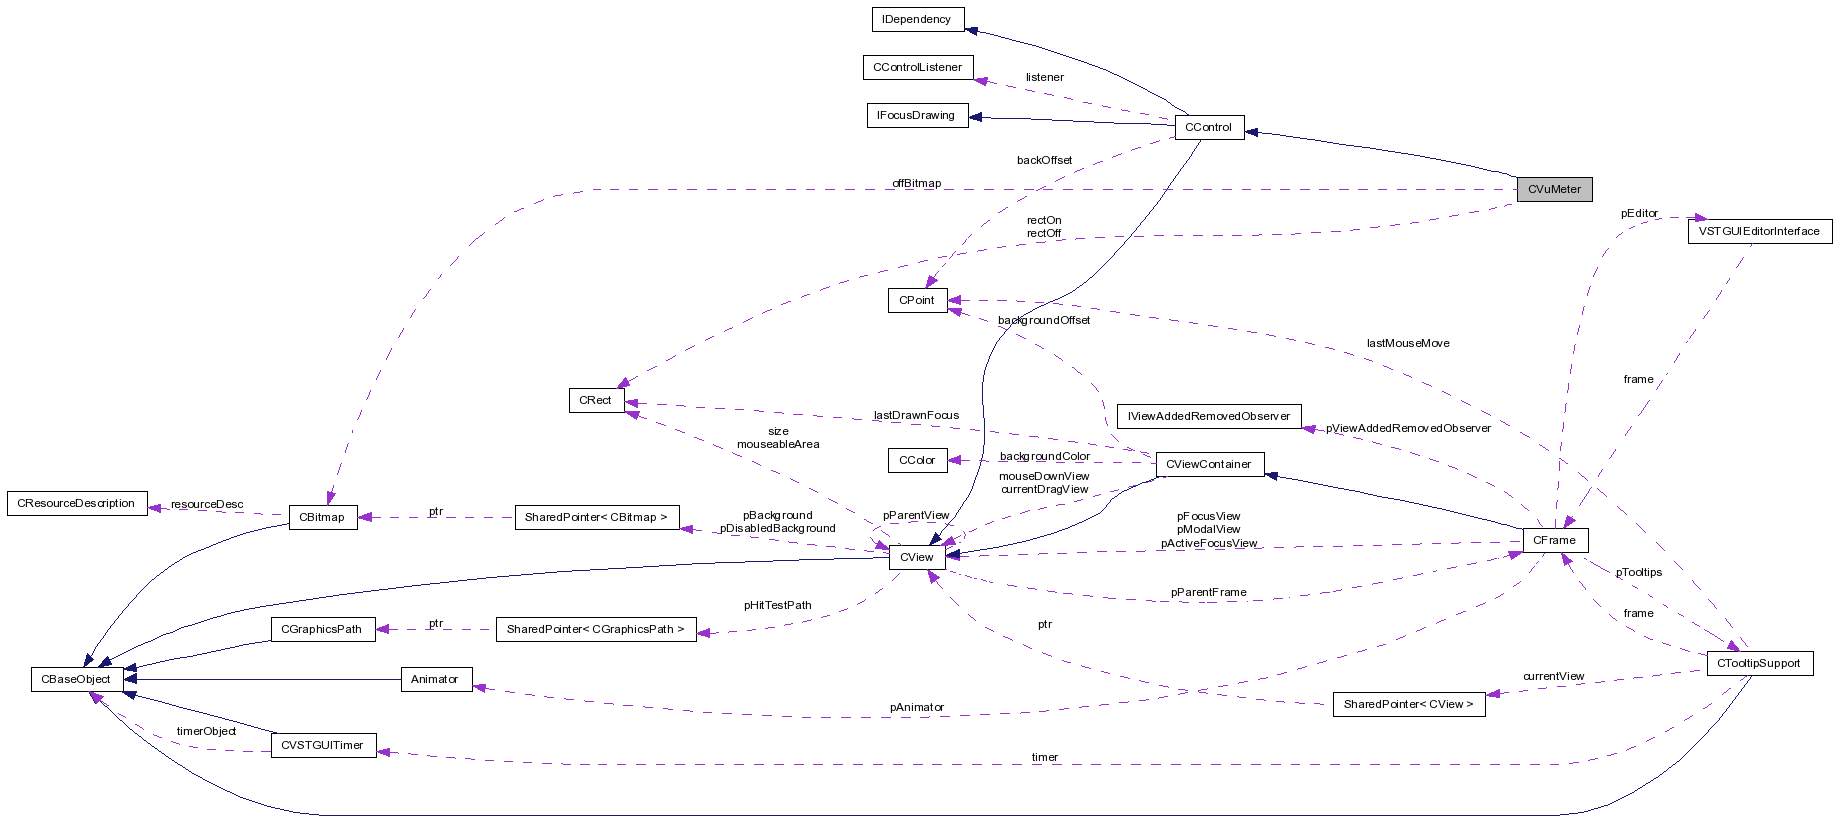 IDependency
CControlListener
listener
IFocusDrawing
CControl
backOffset
offBitmap
CVuMeter
rectOn
rectOff
pEditor
VSTGUIEditorInterface
CPoint
backgroundOffset
lastMouseMove
frame
CRect
lastDrawnFocus
IViewAddedRemovedObserver
size
mouseableArea
pViewAddedRemovedObserver
CColor
backgroundColor
CViewContainer
mouseDownView
currentDragView
CResourceDescription
resourceDesc
CBitmap
ptr
SharedPointer< CBitmap >
pBackground
pDisabledBackground
pParentView
pFocusView
pModalView
pActiveFocusView
CFrame
CView
pTooltips
pParentFrame
pHitTestPath
frame
CGraphicsPath
ptr
SharedPointer< CGraphicsPath >
ptr
CTooltipSupport
CBaseObject
Animator
currentView
pAnimator
SharedPointer< CView >
timerObject
CVSTGUITimer
timer